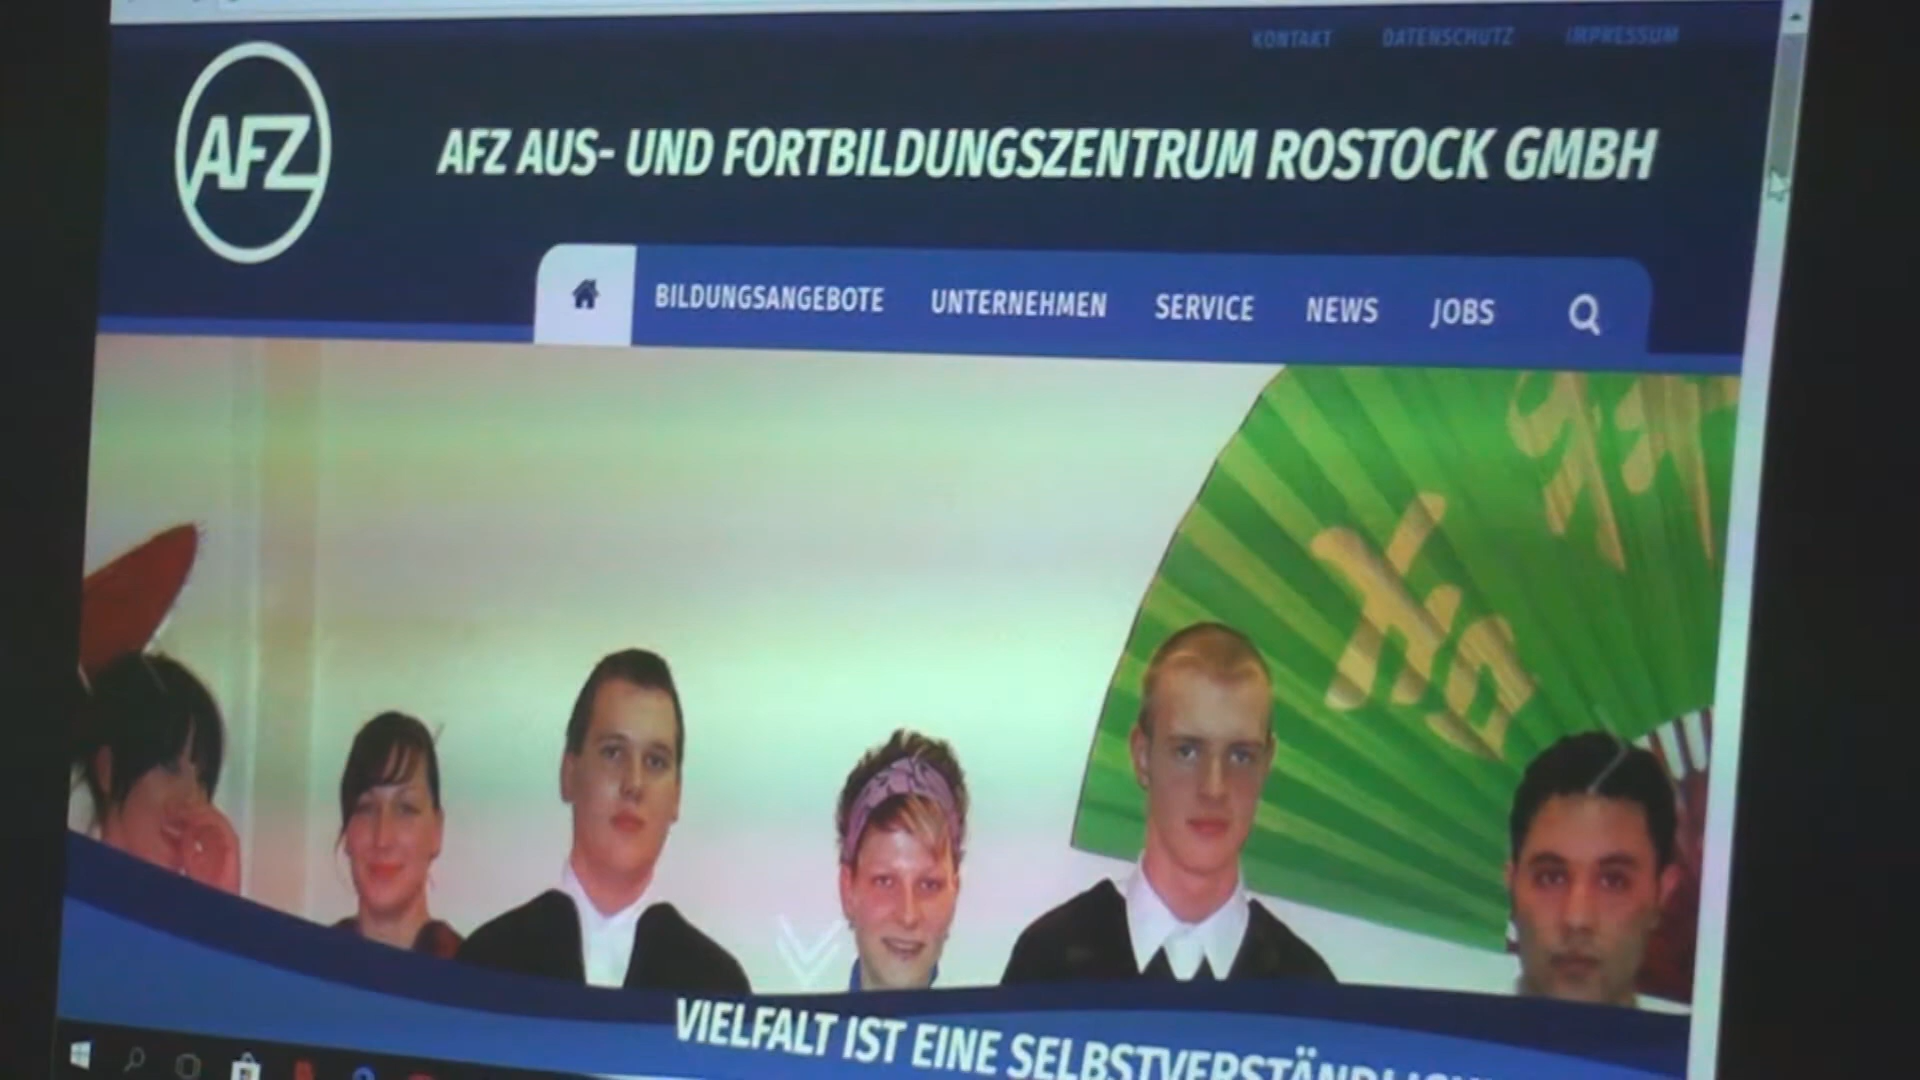 KONTAKT DATENSCHUTZ IMPRESSUM
AFZ
AFZ AUS- UND FORTBILDUNGSZENTRUM ROSTOCK GMBH
BILDUNGSANGEBOTE UNTERNEHMEN SERVICE NEWS JOBS
VIELFALT IST EINE